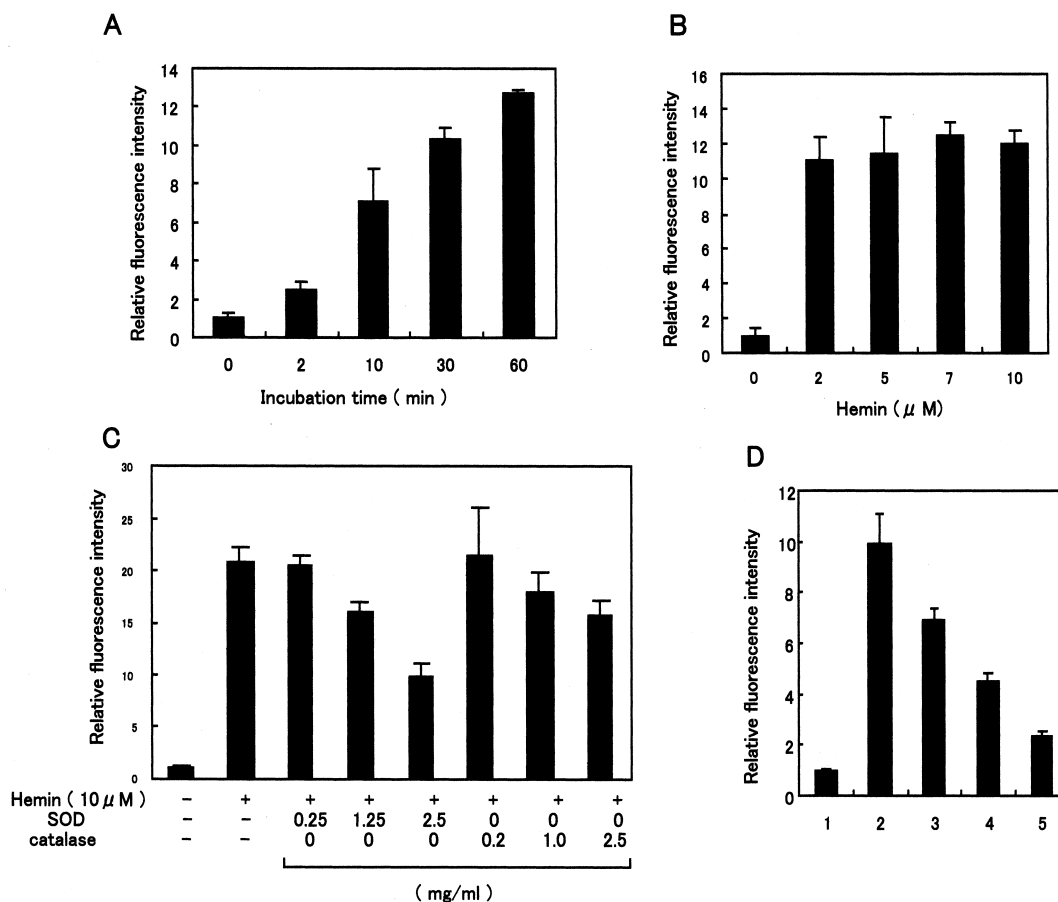 A
Relative fluorescence intensity
14
12
10
8
6
4
2
0
0 2 10 30 60
Incubation time ( min )
B
Relative fluorescence intensity
16
14
12
10
8
6
4
2
0
0 2 5 7 10
Hemin ( μ M)
C
Relative fluorescence intensity
30
25
20
15
10
5
0
Hemin ( 10 μ M ) − + + + + + + +
SOD − − 0.25 1.25 2.5 0 0 0
catalase − − 0 0 0 0.2 1.0 2.5
( mg/ml )
D
Relative fluorescence intensity
12
10
8
6
4
2
0
1 2 3 4 5